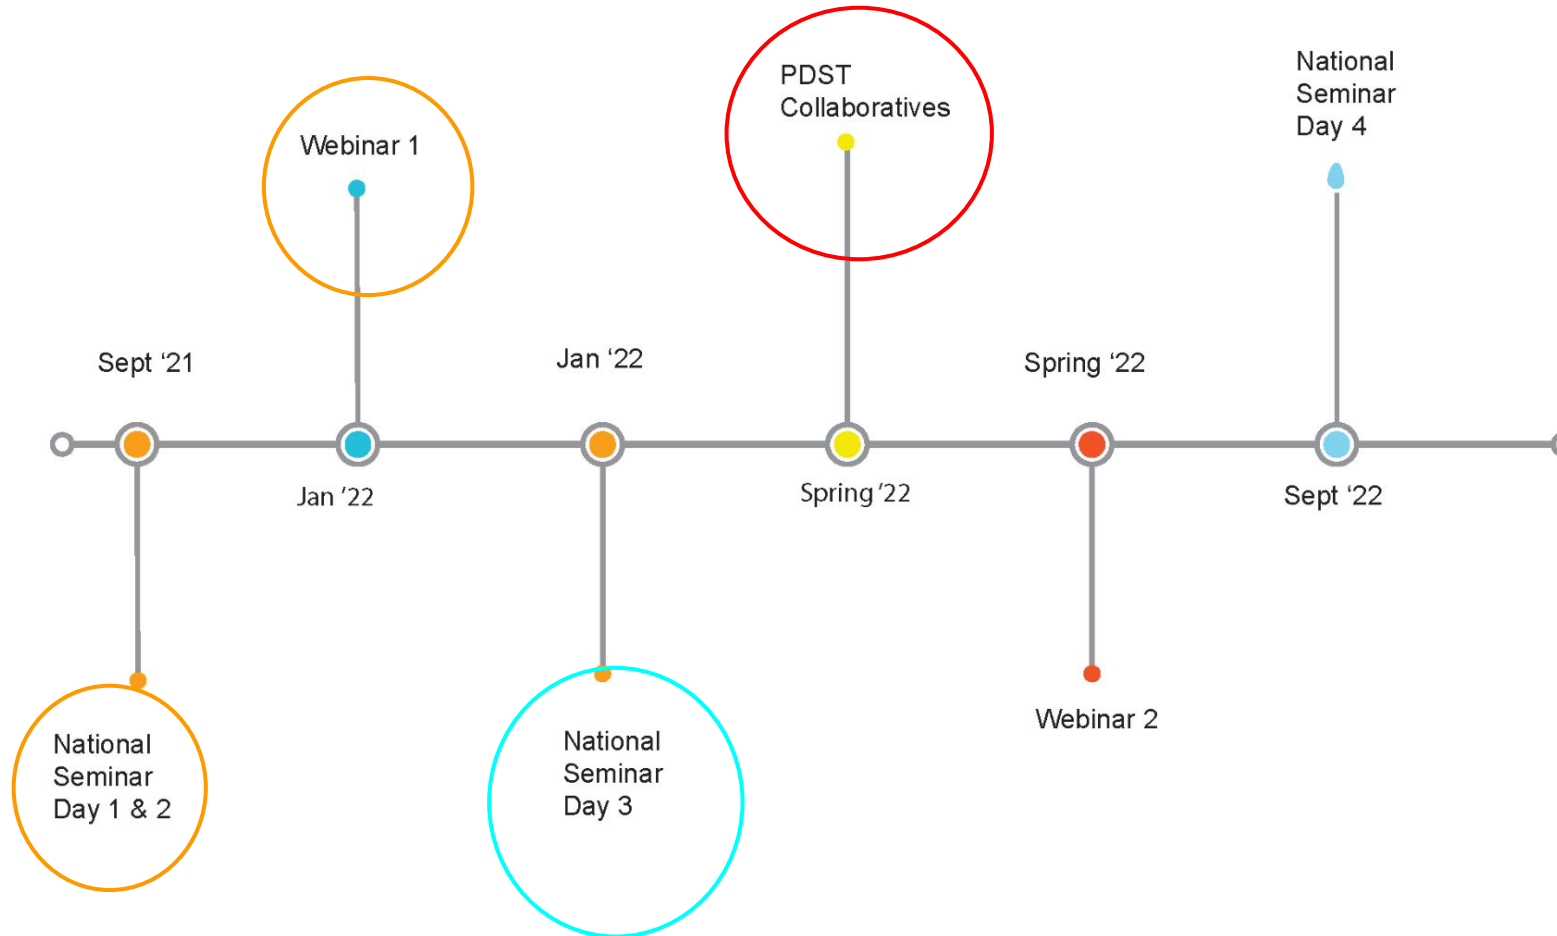 National
Seminar
Day 4
PDST
Collaboratives
Webinar 1
Sept ‘21
Jan ‘22
Spring ‘22
Jan ’22
Spring ’22
Sept ‘22
National
Seminar
Day 1 & 2
National
Seminar
Day 3
Webinar 2